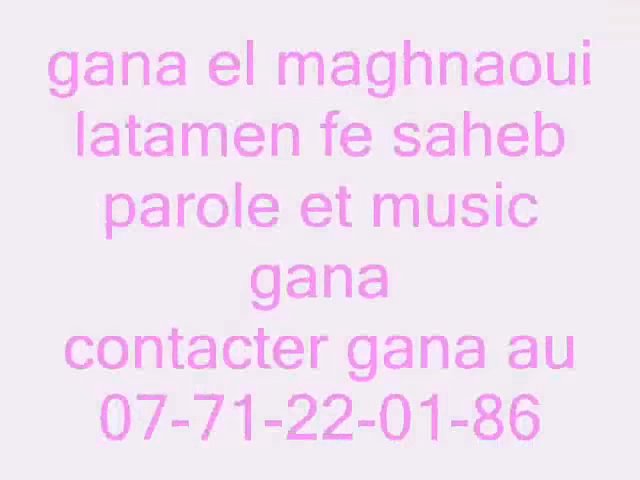 gana el maghnaoui
latamen fe saheb
parole et music
gana
contacter gana au
07-71-22-01-86